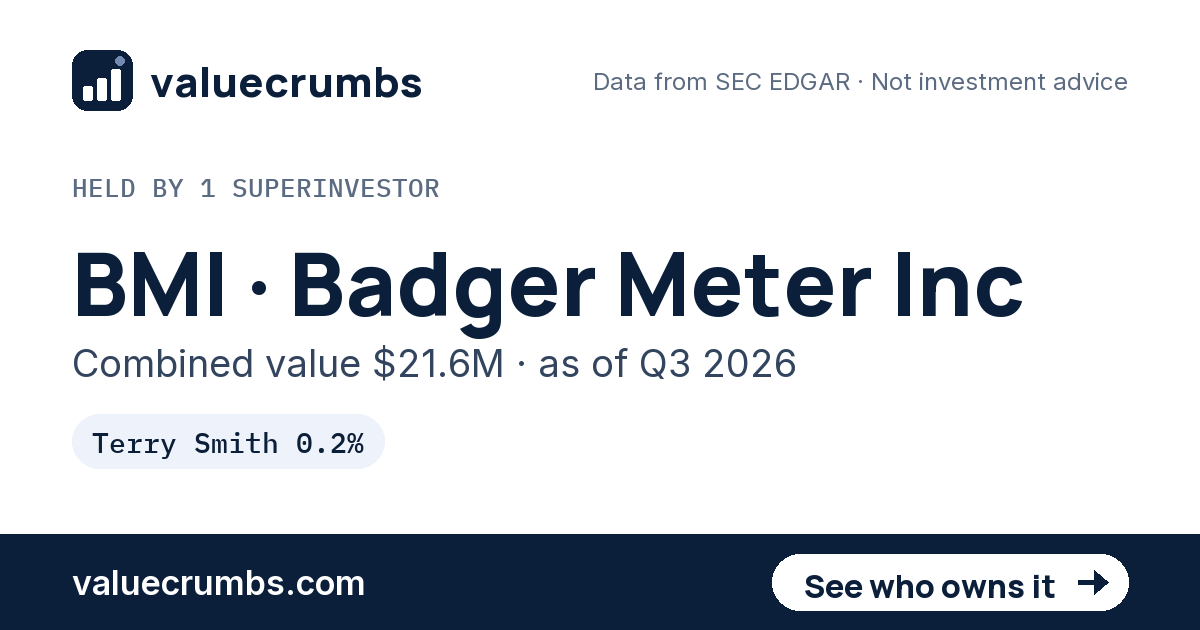 valuecrumbs
Data from SEC EDGAR · Not investment advice
HELD BY 1 SUPERINVESTOR
BMI · Badger Meter Inc
Combined value $21.6M · as of Q3 2026
Terry Smith 0.2%
valuecrumbs.com
See who owns it →